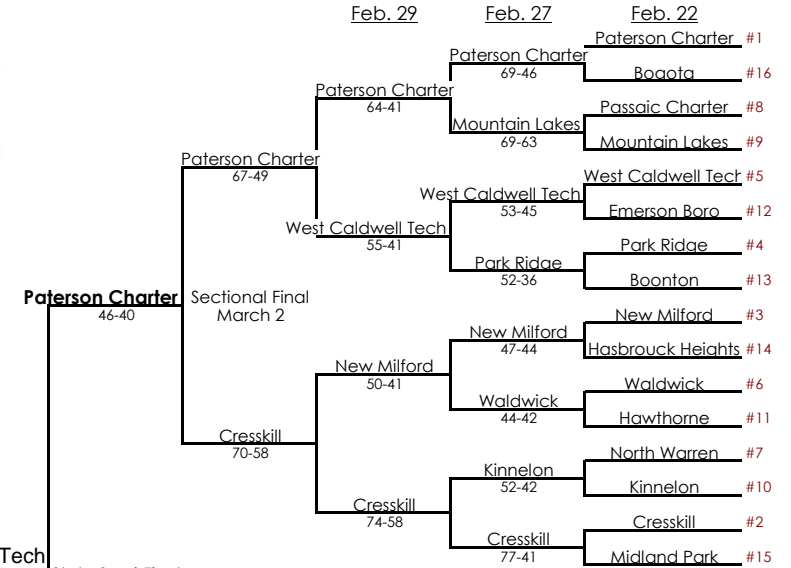 Feb. 29 Feb. 27 Feb. 22
Paterson Charter #1
Paterson Charter
69-46
Bogota #16
Paterson Charter
64-41
Passaic Charter #8
Mountain Lakes
69-63
Mountain Lakes #9
Paterson Charter
67-49
West Caldwell Tech #5
West Caldwell Tech
53-45
Emerson Boro #12
West Caldwell Tech
55-41
Park Ridge #4
Park Ridge
52-36
Boonton #13
Paterson Charter
46-40
Sectional Final
March 2
New Milford #3
New Milford
47-44
Hasbrouck Heights #14
New Milford
50-41
Waldwick #6
Waldwick
44-42
Hawthorne #11
Cresskill
70-58
North Warren #7
Kinnelon
52-42
Kinnelon #10
Cresskill
74-58
Cresskill #2
Cresskill
77-41
Midland Park #15
Tech